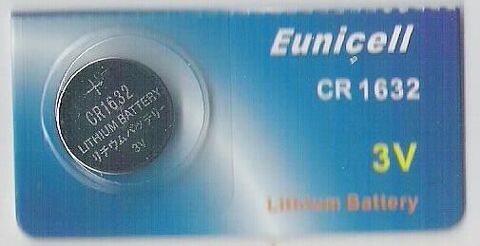 +
CR1632
LITHIUM BATTERY
リチウムバッテリー
3V
Eunicell
CR 1632
3V
Lithium Battery